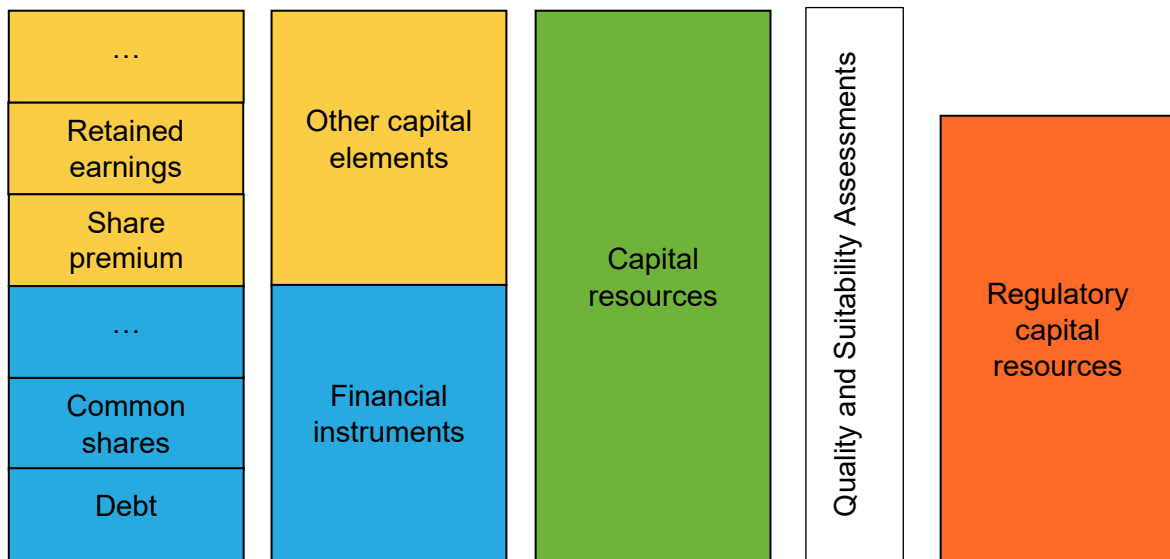 …
Retained
earnings
Share
premium
…
Common
shares
Debt
Other capital
elements
Financial
instruments
Capital
resources
Quality and Suitability Assessments
Regulatory
capital
resources